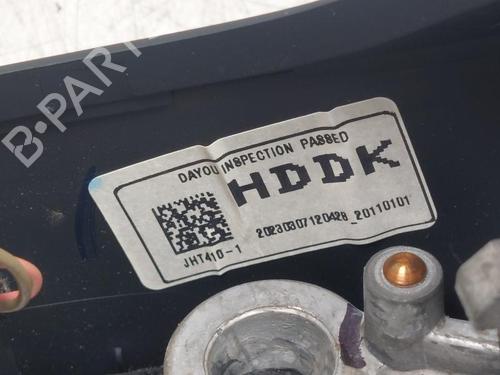 B-PARTS
DAYOU INSPECTION PASSED
HDDK
20230307120428_20110101
JHT410-1